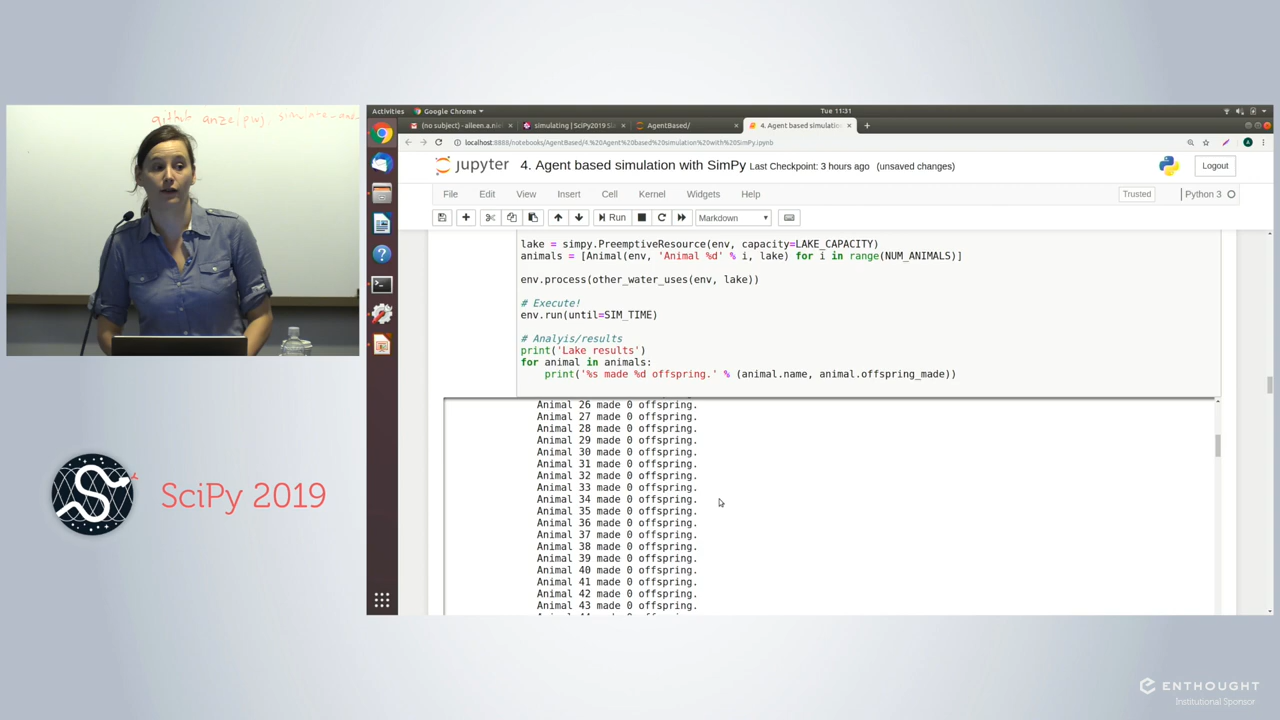 github
Activities
Google Chrome
Tue 11:31
(no subject) - aileen.a.nie
simulating | SciPy2019 Sim
AgentBased/
4. Agent based simulation
localhost:8888/notebooks/AgentBased/4.%20Agent%20based%20simulation%20with%20SimPy.ipynb
jupyter 4. Agent based simulation with SimPy Last Checkpoint: 3 hours ago (unsaved changes)
Logout
File Edit View Insert Cell Kernel Widgets Help
Trusted
Python 3
Run
Markdown
lake = simpy.PreemptiveResource(env, capacity=LAKE_CAPACITY)
animals = [Animal(env, 'Animal %d' % i, lake) for i in range(NUM_ANIMALS)]
env.process(other_water_uses(env, lake))
# Execute!
env.run(until=SIM_TIME)
# Analyis/results
print('Lake results')
for animal in animals:
print('%s made %d offspring.' % (animal.name, animal.offspring_made))
Animal 26 made 0 offspring.
Animal 27 made 0 offspring.
Animal 28 made 0 offspring.
Animal 29 made 0 offspring.
Animal 30 made 0 offspring.
Animal 31 made 0 offspring.
Animal 32 made 0 offspring.
Animal 33 made 0 offspring.
Animal 34 made 0 offspring.
Animal 35 made 0 offspring.
Animal 36 made 0 offspring.
Animal 37 made 0 offspring.
Animal 38 made 0 offspring.
Animal 39 made 0 offspring.
Animal 40 made 0 offspring.
Animal 41 made 0 offspring.
Animal 42 made 0 offspring.
Animal 43 made 0 offspring.
SciPy 2019
ENTHOUGHT
Institutional Sponsor